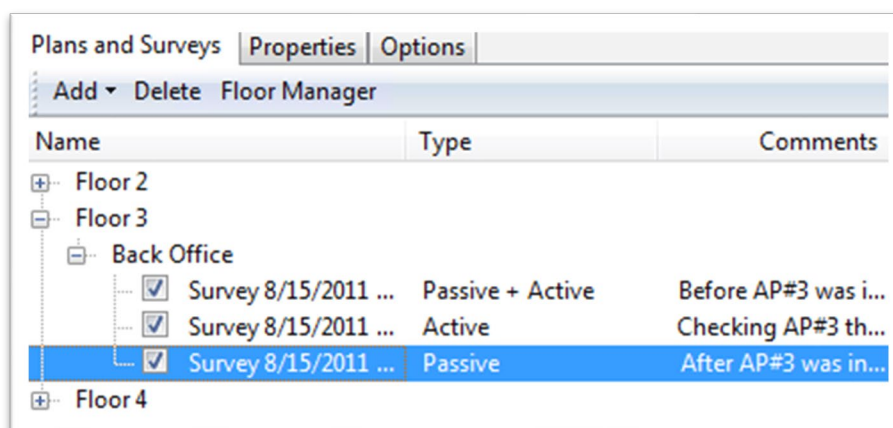 Plans and Surveys Properties Options
Add Delete Floor Manager
Name Type Comments
Floor 2
Floor 3
Back Office
Survey 8/15/2011 ... Passive + Active Before AP#3 was i...
Survey 8/15/2011 ... Active Checking AP#3 th...
Survey 8/15/2011 ... Passive After AP#3 was in...
Floor 4